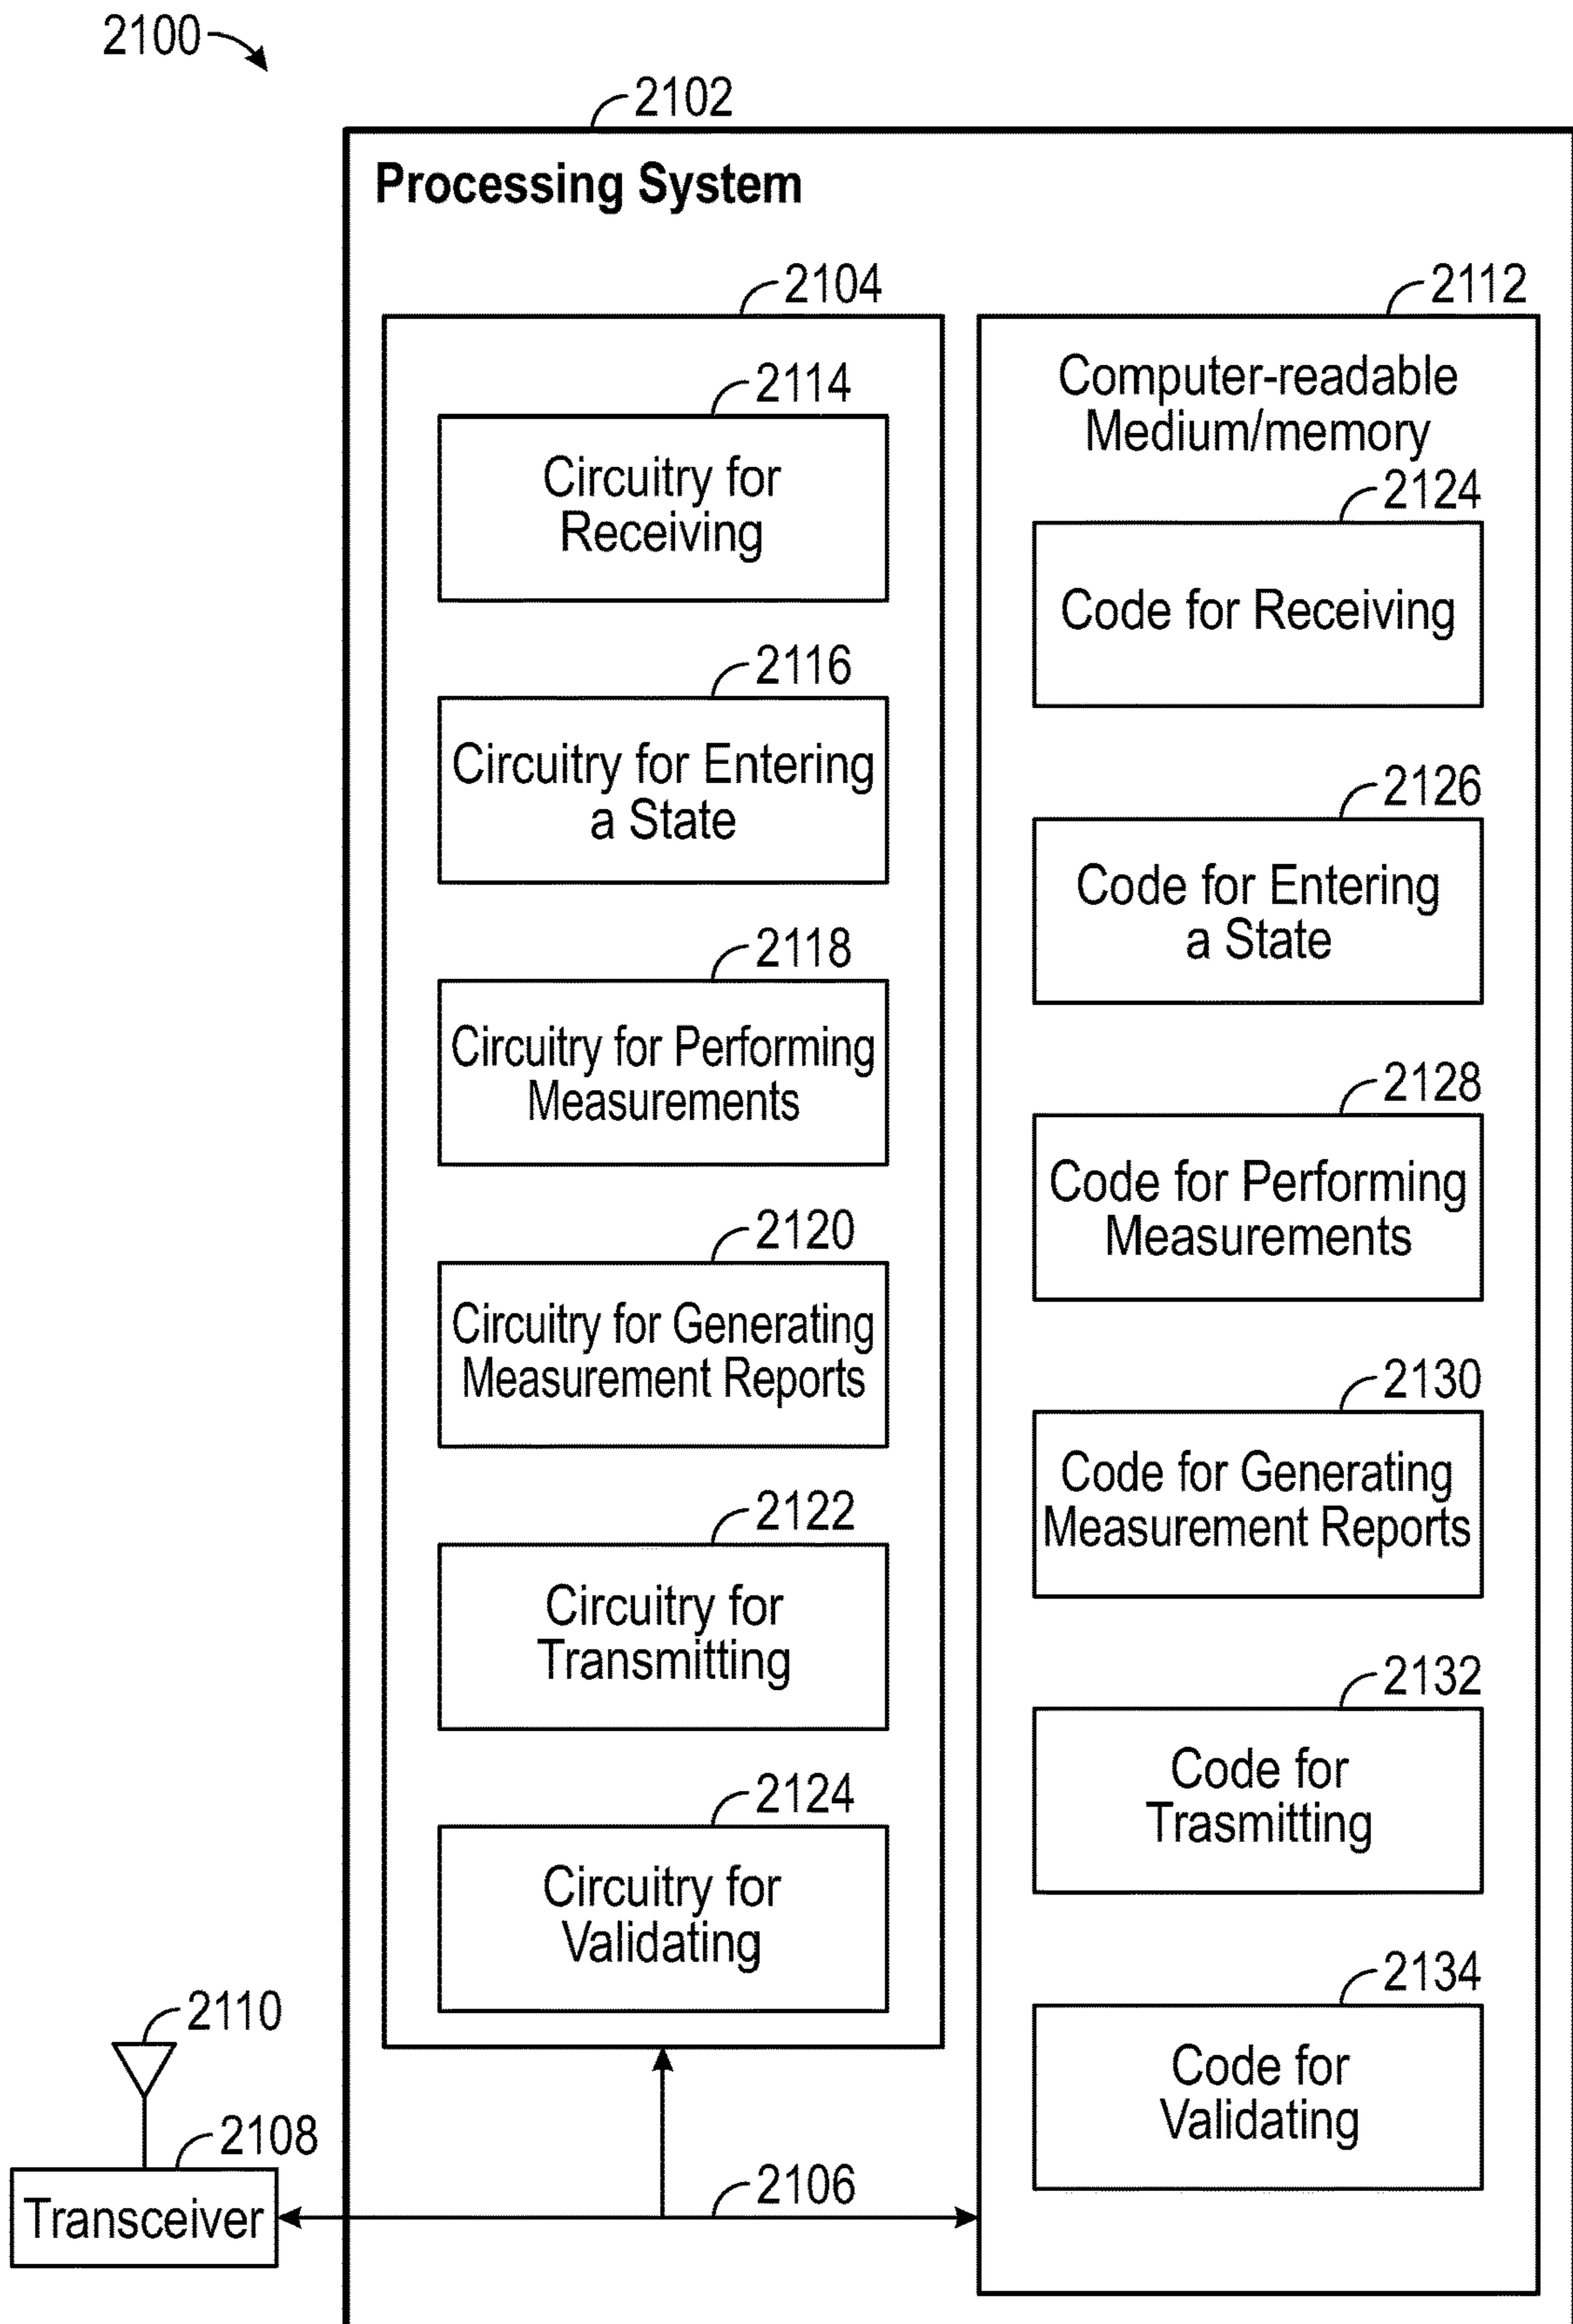 2100
2102
Processing System
2104
2114
Circuitry for
Receiving
2116
Circuitry for Entering
a State
2118
Circuitry for Performing
Measurements
2120
Circuitry for Generating
Measurement Reports
2122
Circuitry for
Transmitting
2124
Circuitry for
Validating
2112
Computer-readable
Medium/memory
2124
Code for Receiving
2126
Code for Entering
a State
2128
Code for Performing
Measurements
2130
Code for Generating
Measurement Reports
2132
Code for
Trasmitting
2134
Code for
Validating
2110
2108
Transceiver
2106